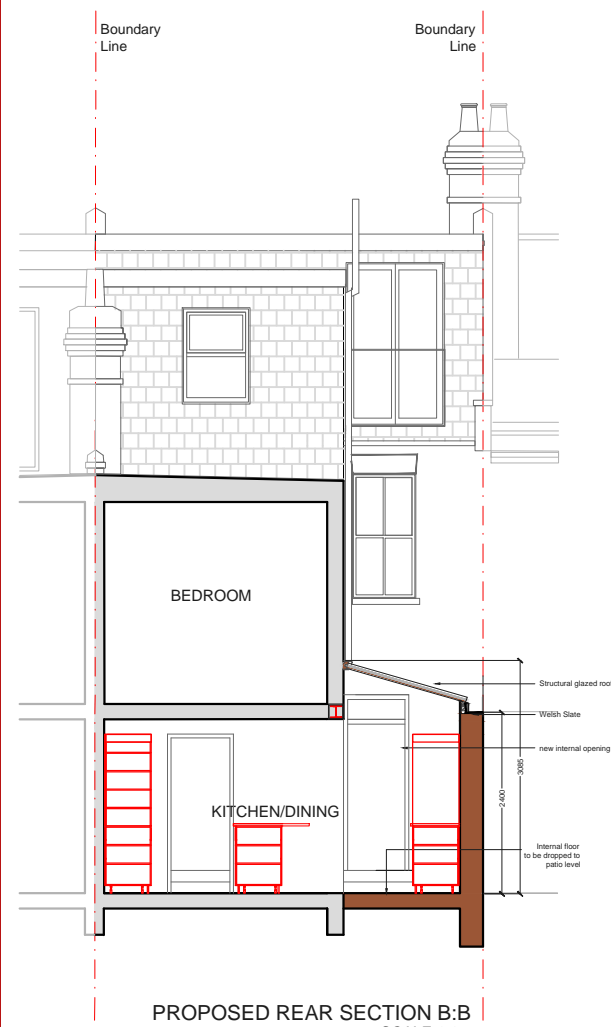 Boundary
Line
Boundary
Line
BEDROOM
Structural glazed roof
Welsh Slate
new internal opening
3085
2400
KITCHEN/DINING
Internal floor
to be dropped to
patio level
PROPOSED REAR SECTION B:B